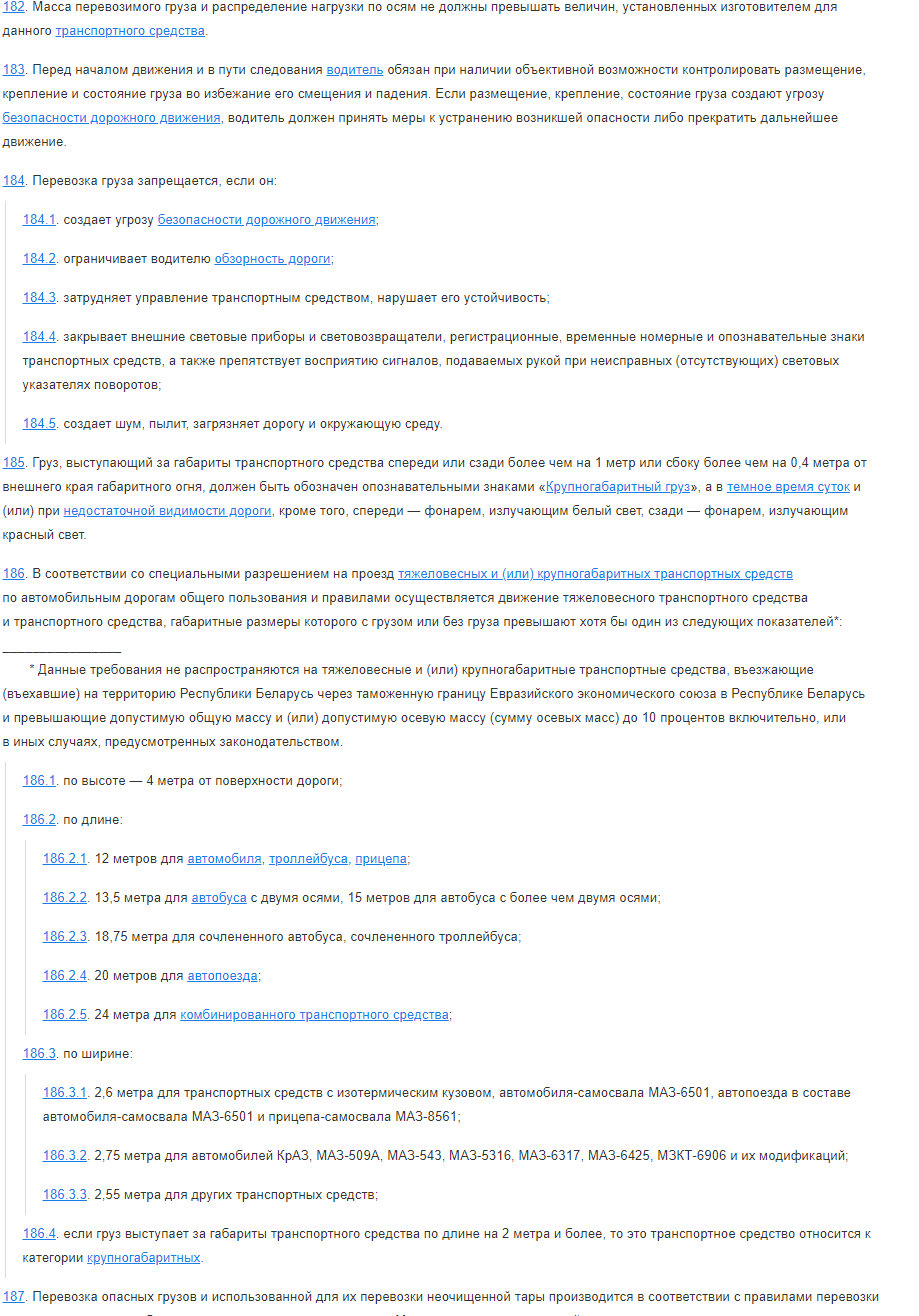 182. Масса перевозимого груза и распределение нагрузки по осям не должны превышать величин, установленных изготовителем для
данного транспортного средства.
183. Перед началом движения и в пути следования водитель обязан при наличии объективной возможности контролировать размещение,
крепление и состояние груза во избежание его смещения и падения. Если размещение, крепление, состояние груза создают угрозу
безопасности дорожного движения, водитель должен принять меры к устранению возникшей опасности либо прекратить дальнейшее
движение.
184. Перевозка груза запрещается, если он:
184.1. создает угрозу безопасности дорожного движения;
184.2. ограничивает водителю обзорность дороги;
184.3. затрудняет управление транспортным средством, нарушает его устойчивость;
184.4. закрывает внешние световые приборы и световозвращатели, регистрационные, временные номерные и опознавательные знаки
транспортных средств, а также препятствует восприятию сигналов, подаваемых рукой при неисправных (отсутствующих) световых
указателях поворотов;
184.5. создает шум, пылит, загрязняет дорогу и окружающую среду.
185. Груз, выступающий за габариты транспортного средства спереди или сзади более чем на 1 метр или сбоку более чем на 0,4 метра от
внешнего края габаритного огня, должен быть обозначен опознавательными знаками «Крупногабаритный груз», а в темное время суток и
(или) при недостаточной видимости дороги, кроме того, спереди — фонарем, излучающим белый свет, сзади — фонарем, излучающим
красный свет.
186. В соответствии со специальными разрешением на проезд тяжеловесных и (или) крупногабаритных транспортных средств
по автомобильным дорогам общего пользования и правилами осуществляется движение тяжеловесного транспортного средства
и транспортного средства, габаритные размеры которого с грузом или без груза превышают хотя бы один из следующих показателей*:
_________________
* Данные требования не распространяются на тяжеловесные и (или) крупногабаритные транспортные средства, въезжающие
(въехавшие) на территорию Республики Беларусь через таможенную границу Евразийского экономического союза в Республике Беларусь
и превышающие допустимую общую массу и (или) допустимую осевую массу (сумму осевых масс) до 10 процентов включительно, или
в иных случаях, предусмотренных законодательством.
186.1. по высоте — 4 метра от поверхности дороги;
186.2. по длине:
186.2.1. 12 метров для автомобиля, троллейбуса, прицепа;
186.2.2. 13,5 метра для автобуса с двумя осями, 15 метров для автобуса с более чем двумя осями;
186.2.3. 18,75 метра для сочлененного автобуса, сочлененного троллейбуса;
186.2.4. 20 метров для автопоезда;
186.2.5. 24 метра для комбинированного транспортного средства;
186.3. по ширине:
186.3.1. 2,6 метра для транспортных средств с изотермическим кузовом, автомобиля-самосвала МАЗ-6501, автопоезда в составе
автомобиля-самосвала МАЗ-6501 и прицепа-самосвала МАЗ-8561;
186.3.2. 2,75 метра для автомобилей КрАЗ, МАЗ-509А, МАЗ-543, МАЗ-5316, МАЗ-6317, МАЗ-6425, МЗКТ-6906 и их модификаций;
186.3.3. 2,55 метра для других транспортных средств;
186.4. если груз выступает за габариты транспортного средства по длине на 2 метра и более, то это транспортное средство относится к
категории крупногабаритных.
187. Перевозка опасных грузов и использованной для их перевозки неочищенной тары производится в соответствии с правилами перевозки